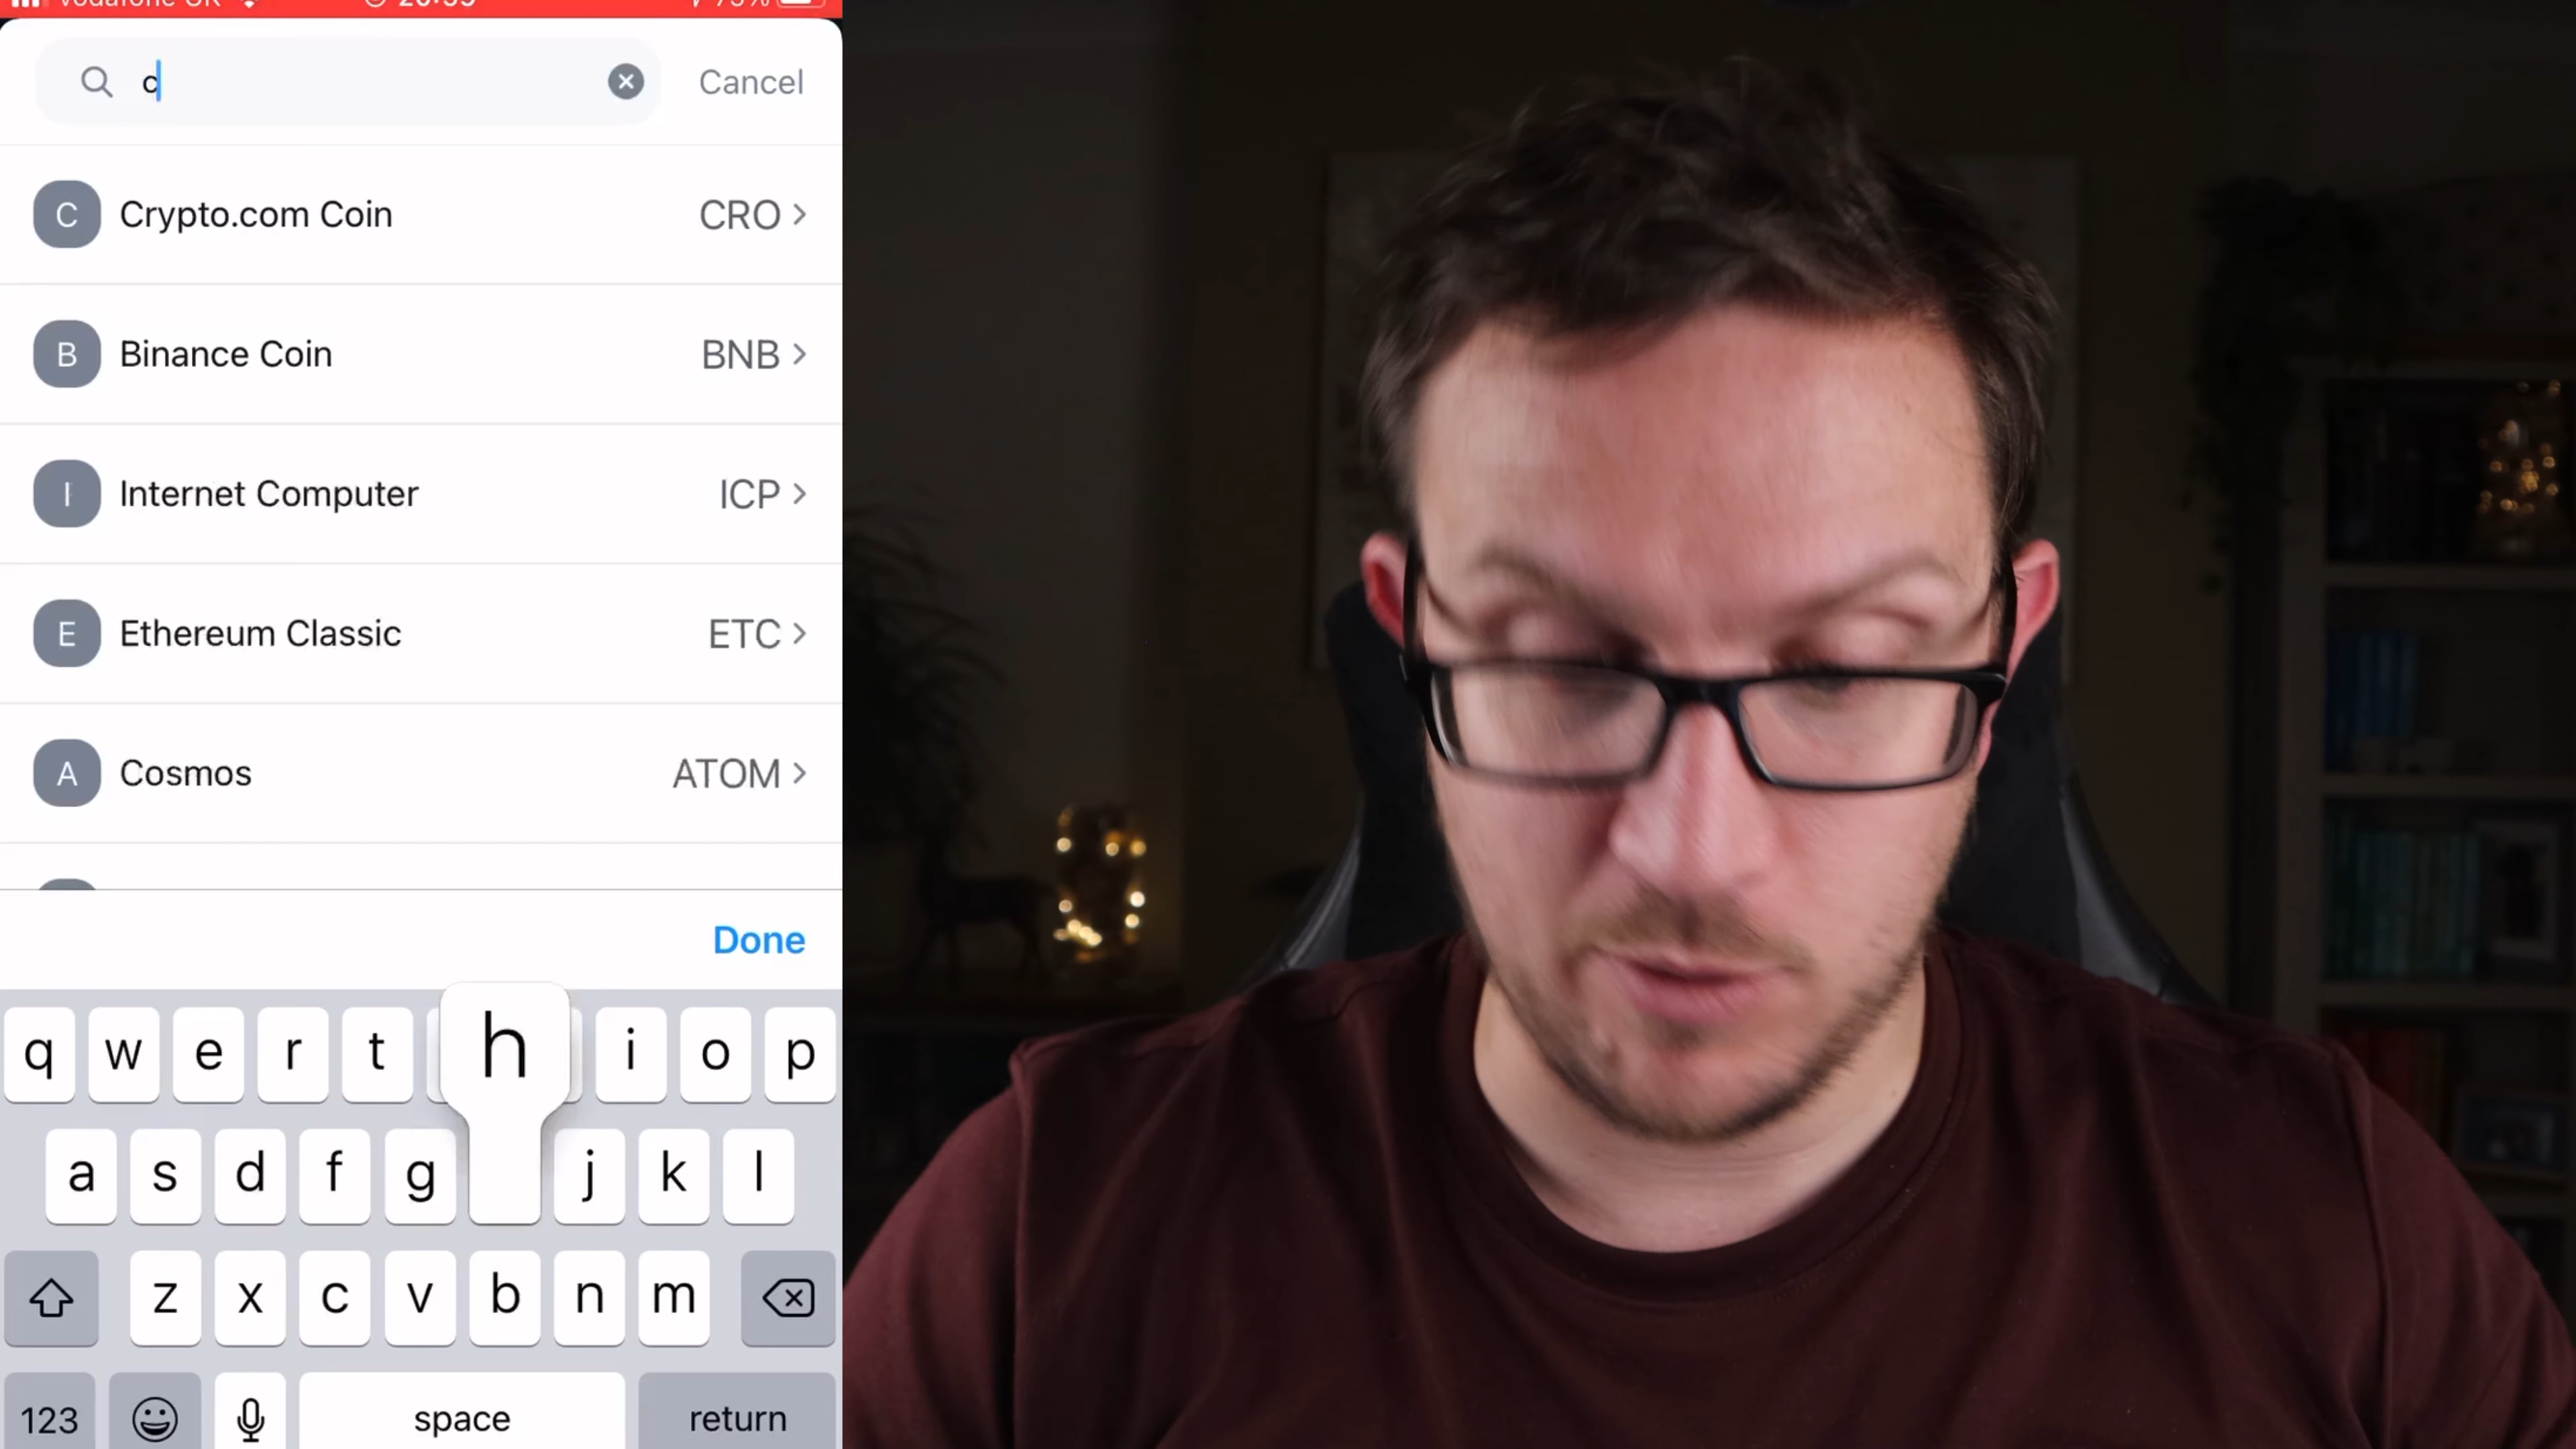 c
Cancel
C Crypto.com Coin CRO
B Binance Coin BNB
I Internet Computer ICP
E Ethereum Classic ETC
A Cosmos ATOM
Done
q w e r t h i o p
a s d f g j k l
z x c v b n m
123 space return